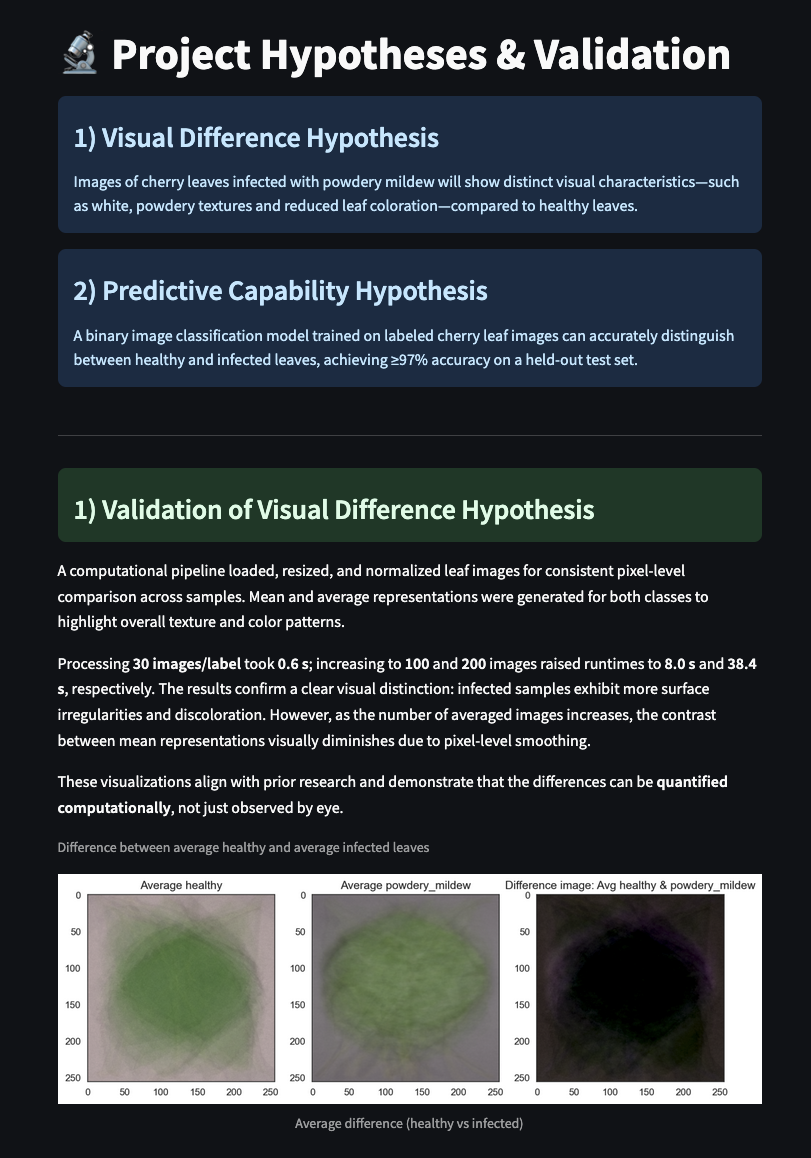 🔬 Project Hypotheses & Validation
1) Visual Difference Hypothesis
Images of cherry leaves infected with powdery mildew will show distinct visual characteristics—such
as white, powdery textures and reduced leaf coloration—compared to healthy leaves.
2) Predictive Capability Hypothesis
A binary image classification model trained on labeled cherry leaf images can accurately distinguish
between healthy and infected leaves, achieving ≥97% accuracy on a held-out test set.
1) Validation of Visual Difference Hypothesis
A computational pipeline loaded, resized, and normalized leaf images for consistent pixel-level
comparison across samples. Mean and average representations were generated for both classes to
highlight overall texture and color patterns.
Processing 30 images/label took 0.6 s; increasing to 100 and 200 images raised runtimes to 8.0 s and 38.4
s, respectively. The results confirm a clear visual distinction: infected samples exhibit more surface
irregularities and discoloration. However, as the number of averaged images increases, the contrast
between mean representations visually diminishes due to pixel-level smoothing.
These visualizations align with prior research and demonstrate that the differences can be quantified
computationally, not just observed by eye.
Difference between average healthy and average infected leaves
Average healthy
0
50
100
150
200
250
0 50 100 150 200 250
Average powdery_mildew
0
50
100
150
200
250
0 50 100 150 200 250
Difference image: Avg healthy & powdery_mildew
0
50
100
150
200
250
0 50 100 150 200 250
Average difference (healthy vs infected)